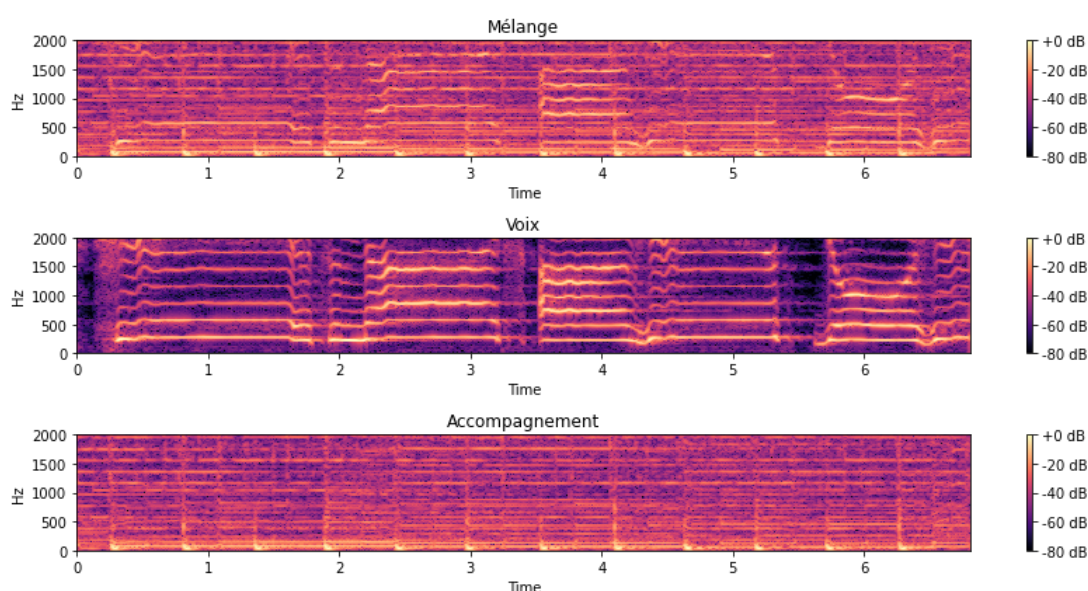 Mélange
2000
1500
1000
500
0
Hz
0 1 2 3 4 5 6
Time
+0 dB
-20 dB
-40 dB
-60 dB
-80 dB
Voix
2000
1500
1000
500
0
Hz
0 1 2 3 4 5 6
Time
+0 dB
-20 dB
-40 dB
-60 dB
-80 dB
Accompagnement
2000
1500
1000
500
0
Hz
0 1 2 3 4 5 6
Time
+0 dB
-20 dB
-40 dB
-60 dB
-80 dB